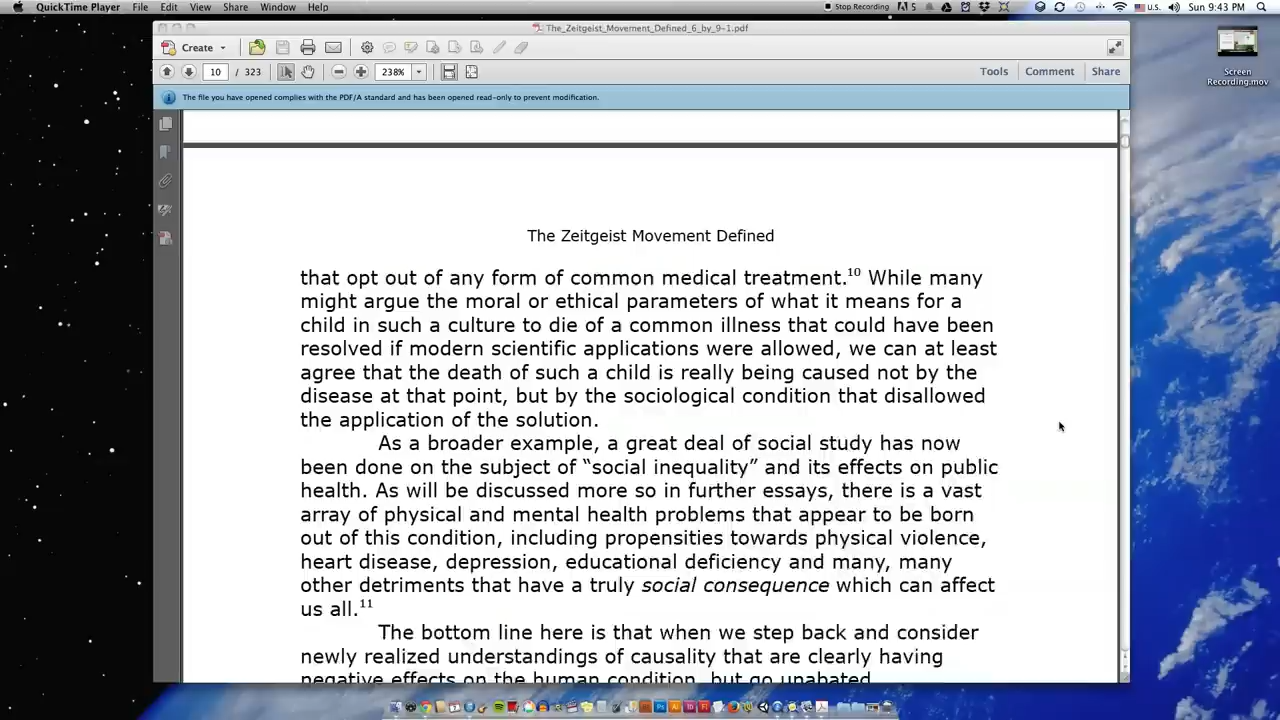 QuickTime Player File Edit View Share Window Help
Stop Recording
5
U.S.
Sun 9:43 PM
The_Zeitgeist_Movement_Defined_6_by_9-1.pdf
Create
10 / 323
238%
Tools Comment Share
The file you have opened complies with the PDF/A standard and has been opened read-only to prevent modification.
Screen
Recording.mov
The Zeitgeist Movement Defined
that opt out of any form of common medical treatment.10 While many
might argue the moral or ethical parameters of what it means for a
child in such a culture to die of a common illness that could have been
resolved if modern scientific applications were allowed, we can at least
agree that the death of such a child is really being caused not by the
disease at that point, but by the sociological condition that disallowed
the application of the solution.
As a broader example, a great deal of social study has now
been done on the subject of “social inequality” and its effects on public
health. As will be discussed more so in further essays, there is a vast
array of physical and mental health problems that appear to be born
out of this condition, including propensities towards physical violence,
heart disease, depression, educational deficiency and many, many
other detriments that have a truly social consequence which can affect
us all.11
The bottom line here is that when we step back and consider
newly realized understandings of causality that are clearly having
negative effects on the human condition, but go unabated